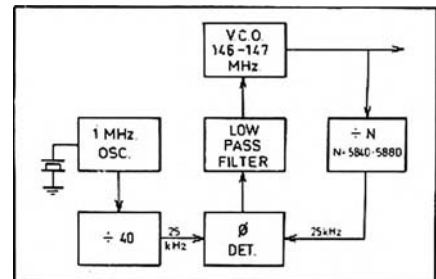 V.C.O.
146-147
MHz
1 MHz.
OSC.
LOW
PASS
FILTER
÷ N
N=5840-5880
÷ 40
25
kHz
Ø
DET.
25kHz